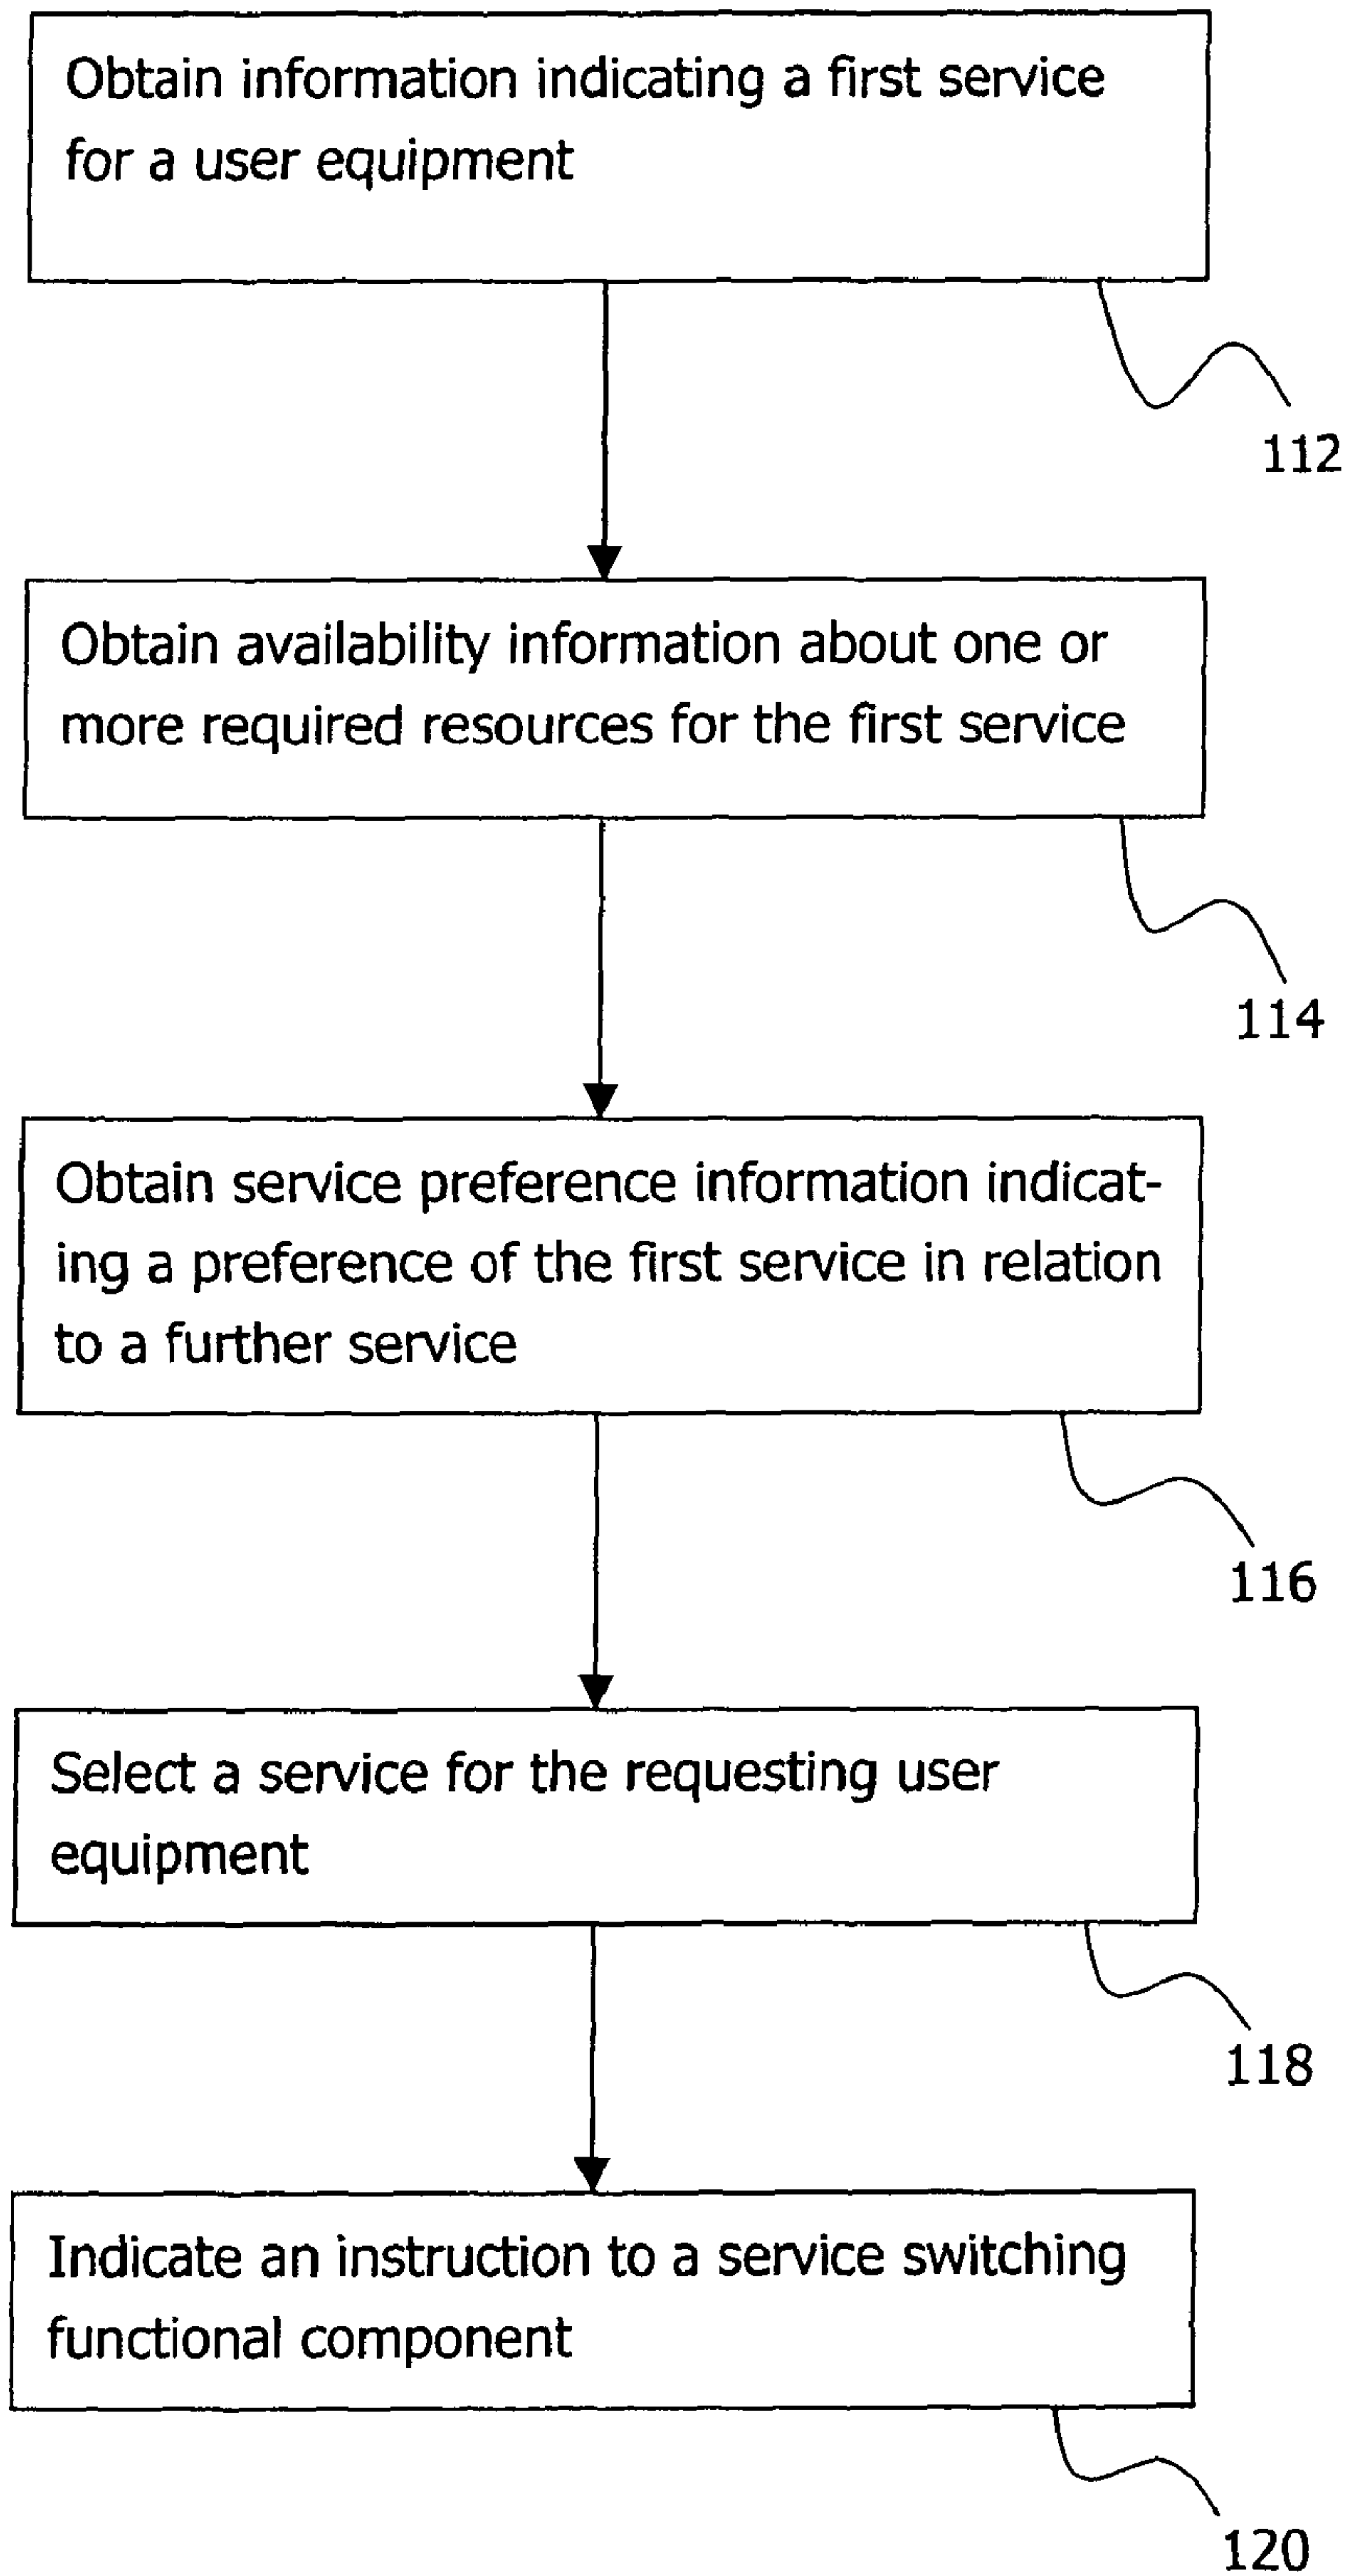 Obtain information indicating a first service
for a user equipment
112
Obtain availability information about one or
more required resources for the first service
114
Obtain service preference information indicat-
ing a preference of the first service in relation
to a further service
116
Select a service for the requesting user
equipment
118
Indicate an instruction to a service switching
functional component
120